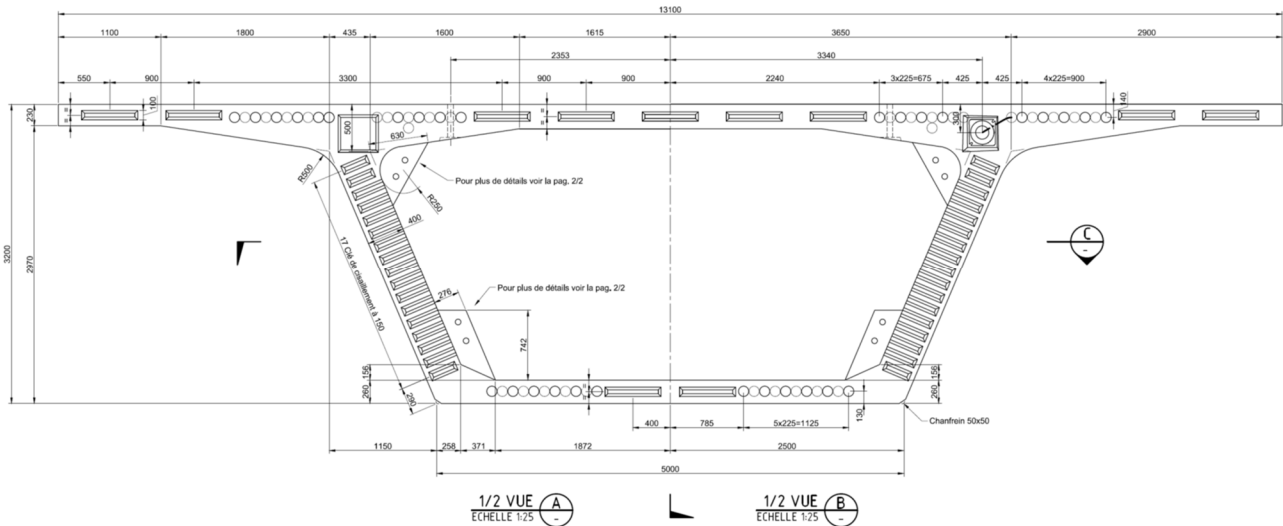 13100
1100 1800 435 1600 1615 3650 2900
2353 3340
550 900 3300 900 900 2240 3x225=675 425 425 4x225=900
230
100
=
=
500
=
=
300
140
630
R500
R250
Pour plus de détails voir la pag. 2/2
400
3200
2970
17 Clé de cisaillement à 150
C
-
276
Pour plus de détails voir la pag. 2/2
742
156
260
290
=
=
156
260
130
400 785 5x225=1125
Chanfrein 50x50
1150 258 371 1872 2500
5000
1/2 VUE A
ECHELLE 1:25 -
1/2 VUE B
ECHELLE 1:25 -